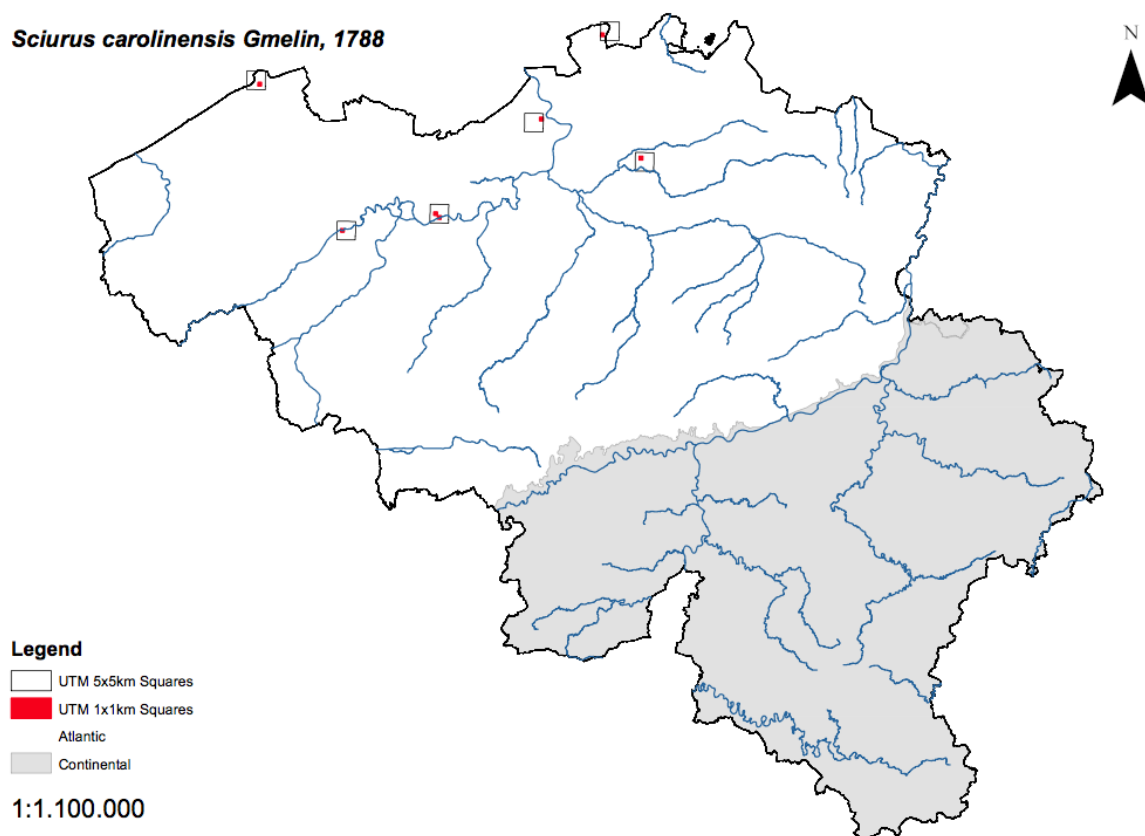 Sciurus carolinensis Gmelin, 1788
N
Legend
UTM 5x5km Squares
UTM 1x1km Squares
Atlantic
Continental
1:1.100.000